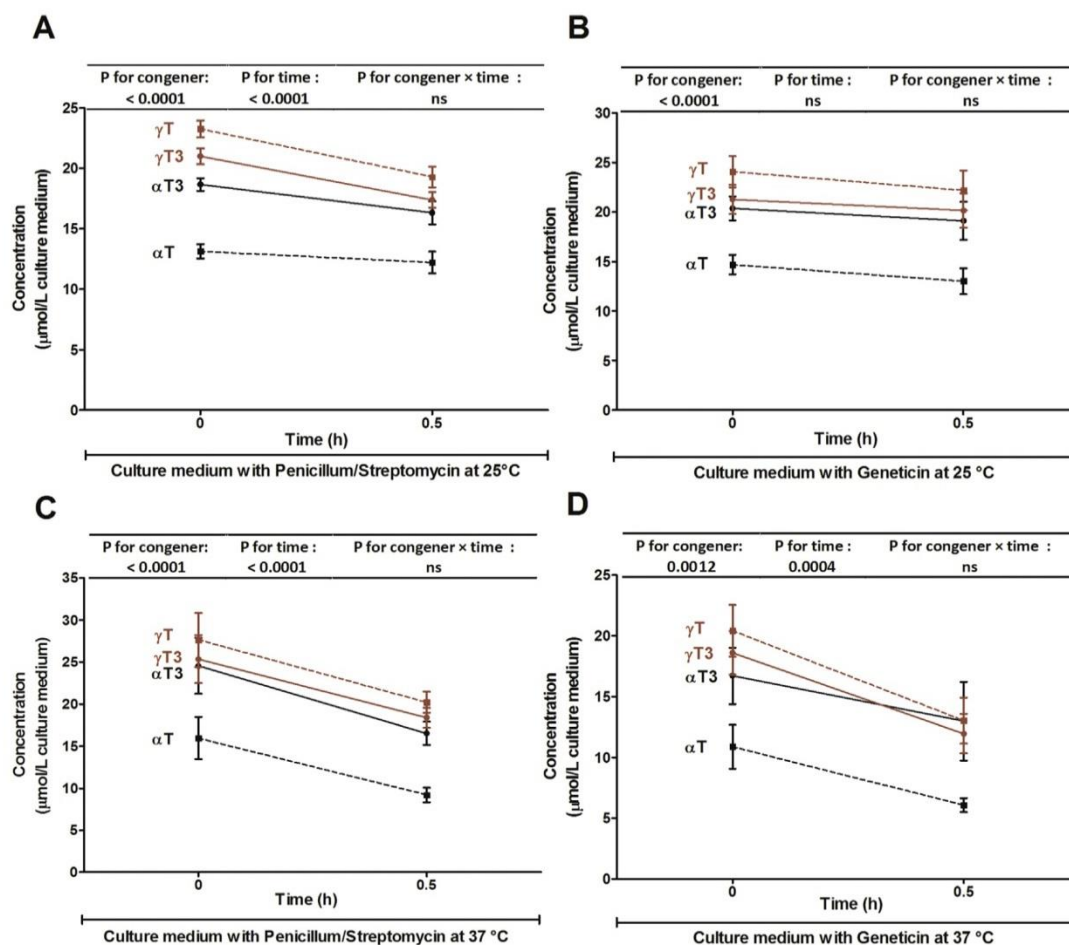 A
P for congener: P for time : P for congener × time :
< 0.0001 < 0.0001 ns
25
20
15
10
5
0
Concentration
(µmol/L culture medium)
γT
γT3
αT3
αT
0 0.5
Time (h)
Culture medium with Penicillum/Streptomycin at 25°C
B
P for congener: P for time : P for congener × time :
< 0.0001 ns ns
30
25
20
15
10
5
0
Concentration
(µmol/L culture medium)
γT
γT3
αT3
αT
0 0.5
Time (h)
Culture medium with Geneticin at 25 °C
C
P for congener: P for time : P for congener × time :
< 0.0001 < 0.0001 ns
35
30
25
20
15
10
5
0
Concentration
(µmol/L culture medium)
γT
γT3
αT3
αT
0 0.5
Time (h)
Culture medium with Penicillum/Streptomycin at 37 °C
D
P for congener: P for time : P for congener × time :
0.0012 0.0004 ns
25
20
15
10
5
0
Concentration
(µmol/L culture medium)
γT
γT3
αT3
αT
0 0.5
Time (h)
Culture medium with Geneticin at 37 °C